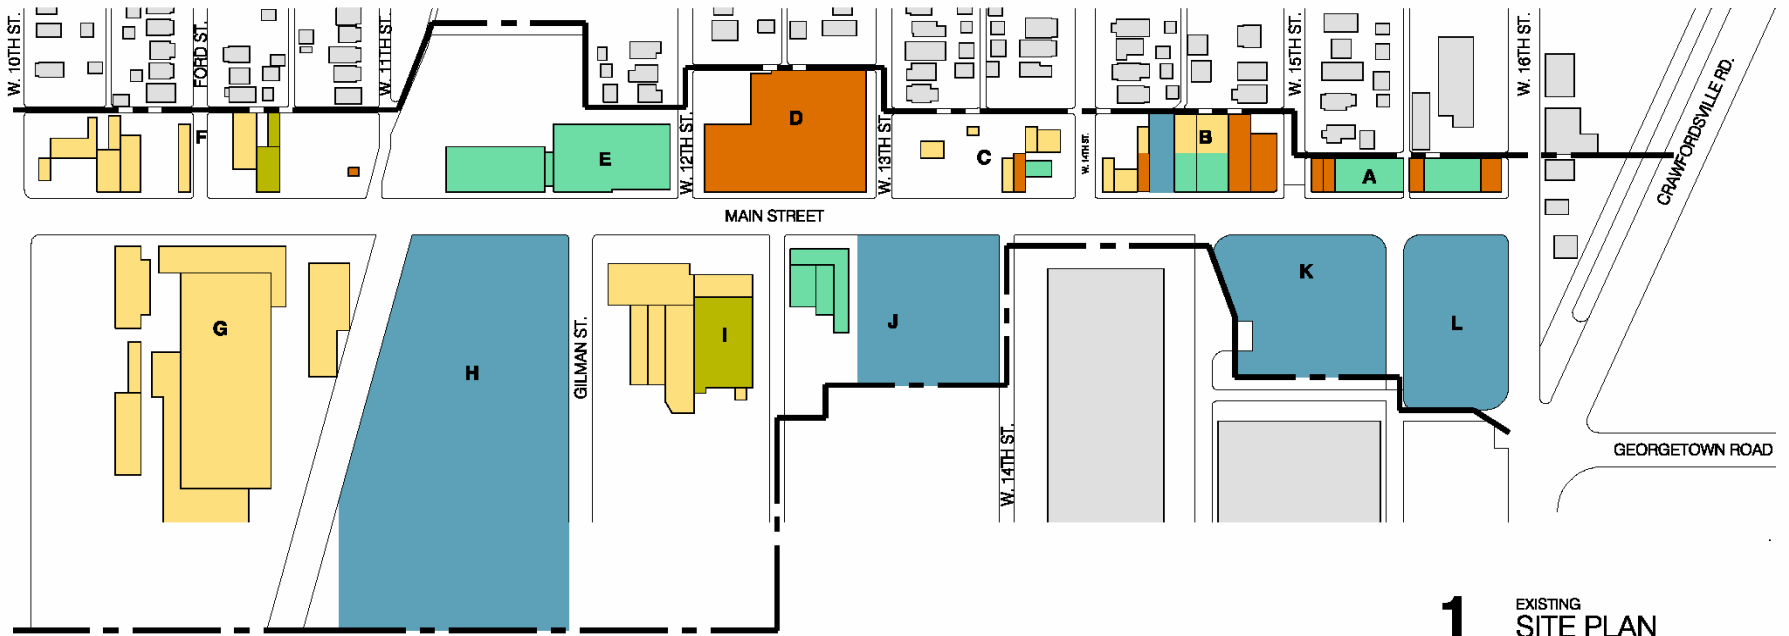 W. 10TH ST.
FORD ST.
W. 11TH ST.
W. 12TH ST.
W. 13TH ST.
W. 14TH ST.
W. 15TH ST.
W. 16TH ST.
CRAWFORDSVILLE RD.
F
E
D
C
B
A
MAIN STREET
G
H
GILMAN ST.
I
J
W. 14TH ST.
K
L
GEORGETOWN ROAD
1
EXISTING
SITE PLAN